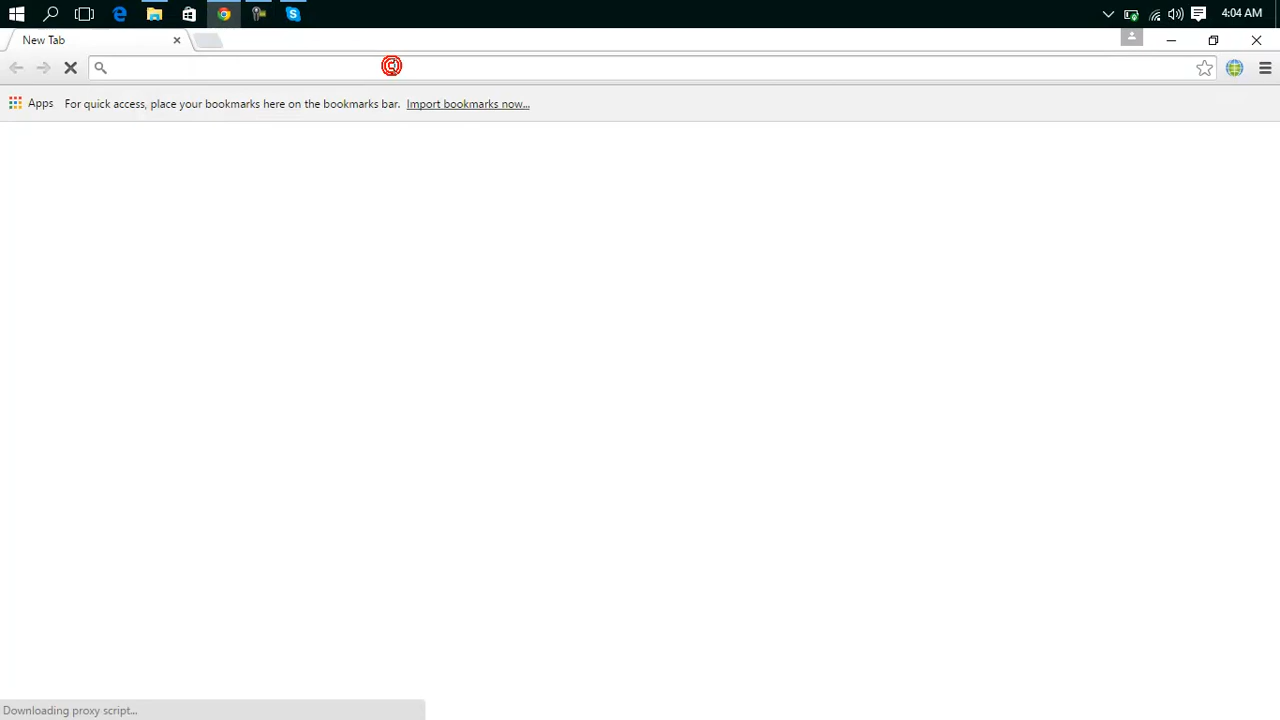 4:04 AM
New Tab
Apps For quick access, place your bookmarks here on the bookmarks bar. Import bookmarks now...
Downloading proxy script...